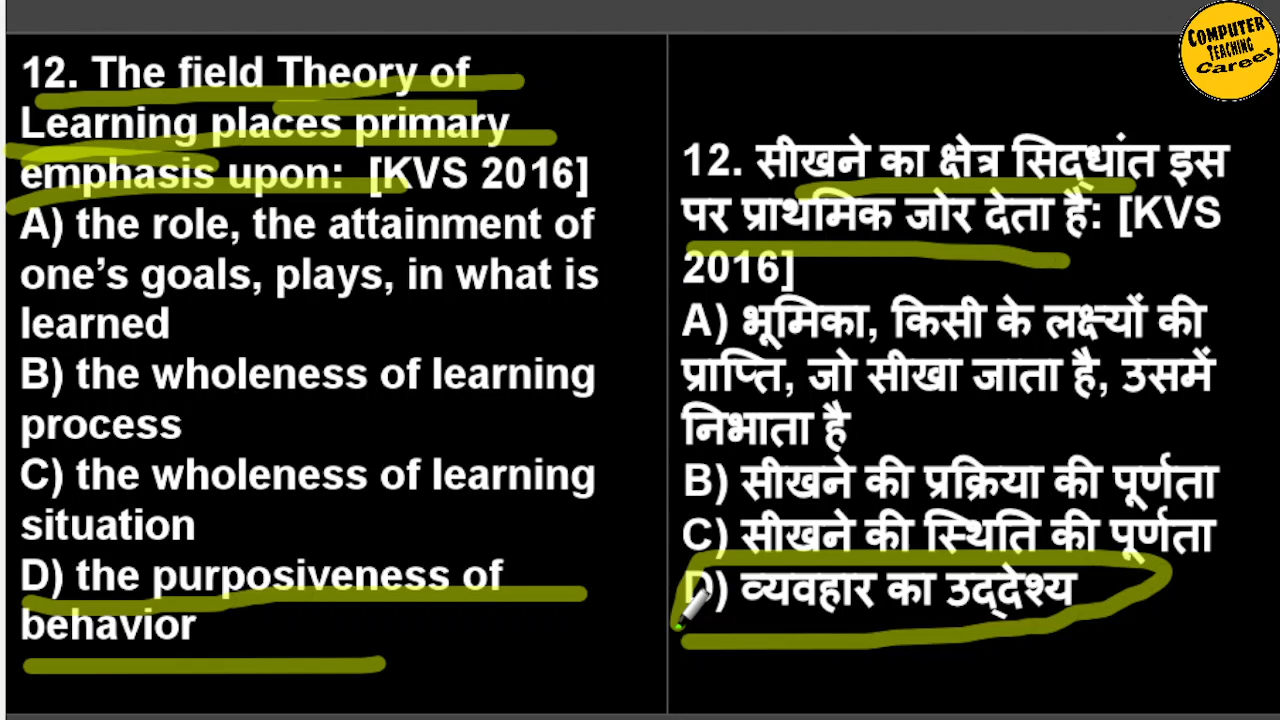 12. The field Theory of
Learning places primary
emphasis upon: [KVS 2016]
A) the role, the attainment of
one’s goals, plays, in what is
learned
B) the wholeness of learning
process
C) the wholeness of learning
situation
D) the purposiveness of
behavior
12. सीखने का क्षेत्र सिद्धांत इस
पर प्राथमिक जोर देता है: [KVS
2016]
A) भूमिका, किसी के लक्ष्यों की
प्राप्ति, जो सीखा जाता है, उसमें
निभाता है
B) सीखने की प्रक्रिया की पूर्णता
C) सीखने की स्थिति की पूर्णता
D) व्यवहार का उद्देश्य
COMPUTER
TEACHING
Career